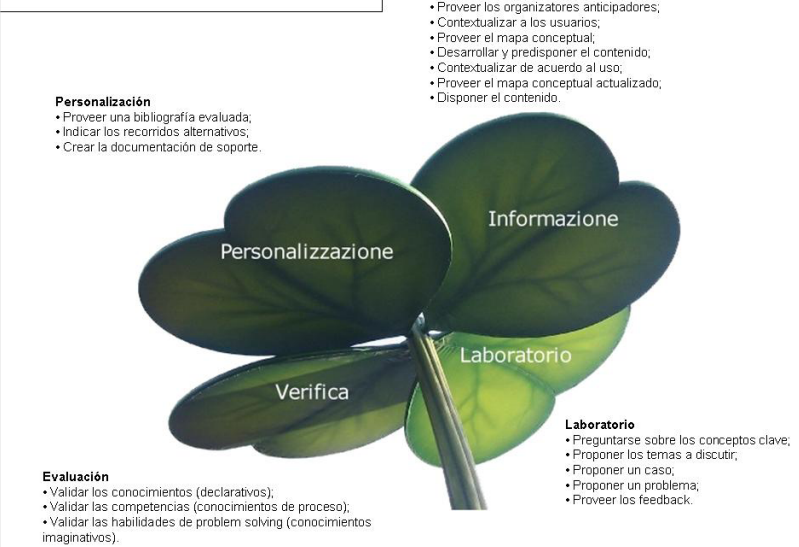 • Proveer los organizatores anticipadores;
• Contextualizar a los usuarios;
• Proveer el mapa conceptual;
• Desarrollar y predisponer el contenido;
• Contextualizar de acuerdo al uso;
• Proveer el mapa conceptual actualizado;
• Disponer el contenido.
Personalización
• Proveer una bibliografía evaluada;
• Indicar los recorridos alternativos;
• Crear la documentación de soporte.
Informazione
Personalizzazione
Laboratorio
Verifica
Laboratorio
• Preguntarse sobre los conceptos clave;
• Proponer los temas a discutir;
• Proponer un caso;
• Proponer un problema;
• Proveer los feedback.
Evaluación
• Validar los conocimientos (declarativos);
• Validar las competencias (conocimientos de proceso);
• Validar las habilidades de problem solving (conocimientos
imaginativos).